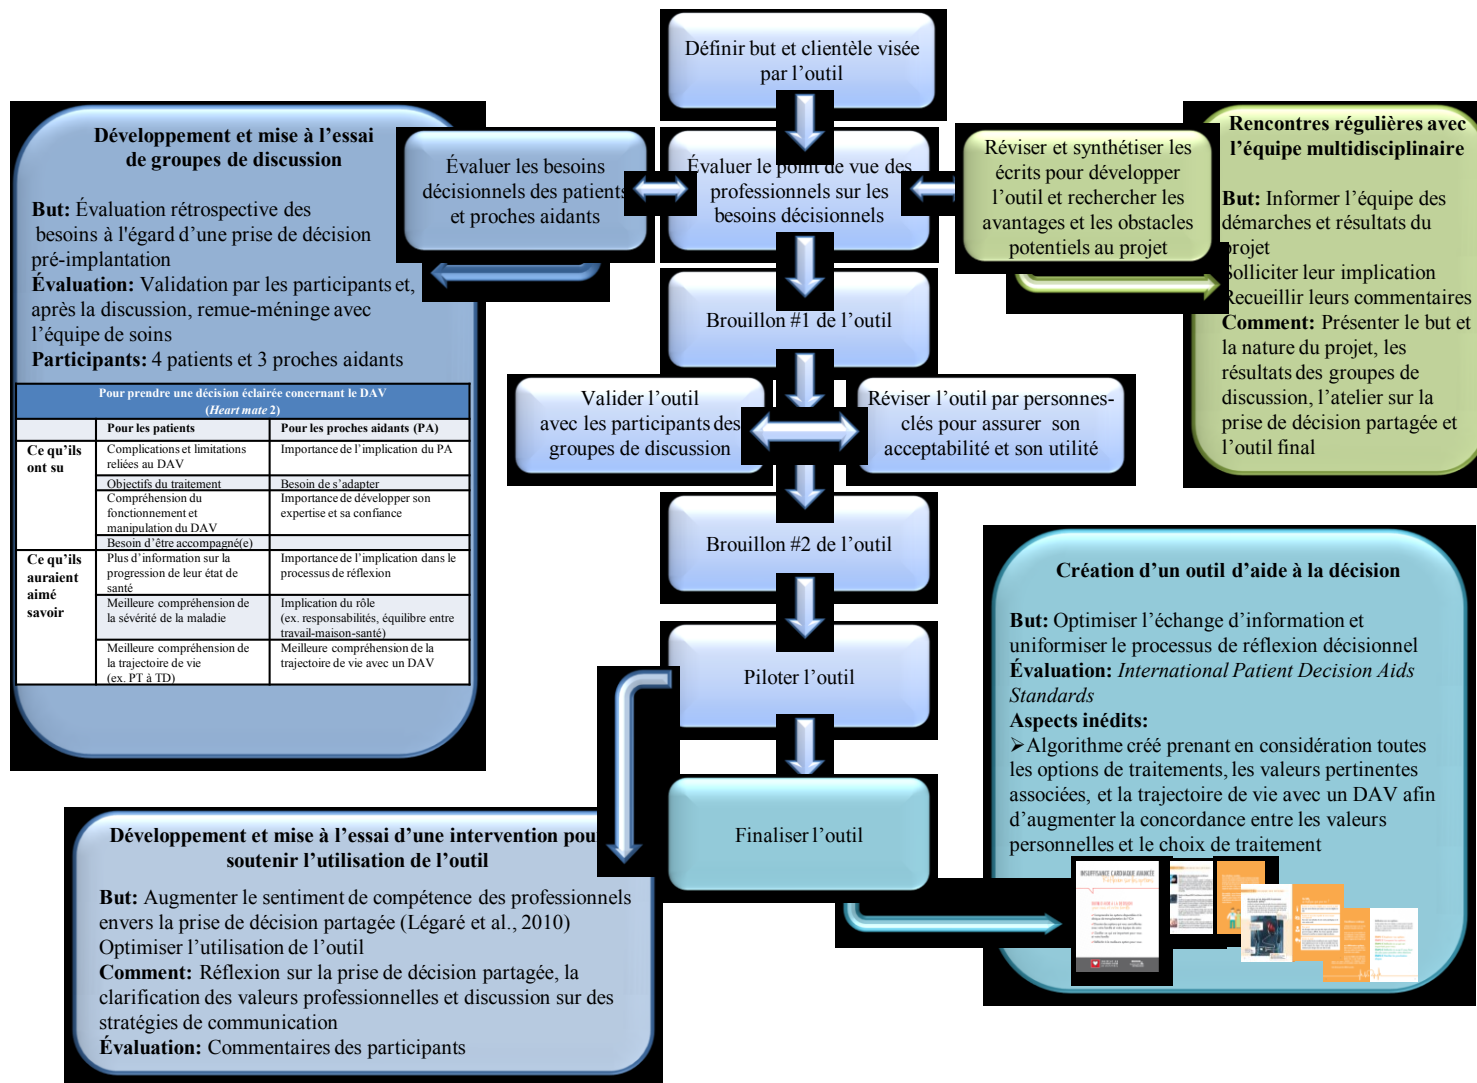 Définir but et clientèle visée
par l’outil
Développement et mise à l’essai
de groupes de discussion
But: Évaluation rétrospective des
besoins à l'égard d’une prise de décision
pré-implantation
Évaluation: Validation par les participants et,
après la discussion, remue-méninge avec
l’équipe de soins
Participants: 4 patients et 3 proches aidants
Pour prendre une décision éclairée concernant le DAV
(Heart mate 2)
Pour les patients
Pour les proches aidants (PA)
Ce qu’ils
ont su
Complications et limitations
reliées au DAV
Importance de l’implication du PA
Objectifs du traitement
Besoin de s’adapter
Compréhension du
fonctionnement et
manipulation du DAV
Importance de développer son
expertise et sa confiance
Besoin d’être accompagné(e)
Ce qu’ils
auraient
aimé
savoir
Plus d’information sur la
progression de leur état de
santé
Importance de l’implication dans le
processus de réflexion
Meilleure compréhension de
la sévérité de la maladie
Implication du rôle
(ex. responsabilités, équilibre entre
travail-maison-santé)
Meilleure compréhension de
la trajectoire de vie
(ex. PT à TD)
Meilleure compréhension de la
trajectoire de vie avec un DAV
Évaluer les besoins
décisionnels des patients
et proches aidants
Évaluer le point de vue des
professionnels sur les
besoins décisionnels
Réviser et synthétiser les
écrits pour développer
l’outil et rechercher les
avantages et les obstacles
potentiels au projet
Rencontres régulières avec
l’équipe multidisciplinaire
But: Informer l’équipe des
démarches et résultats du
projet
Solliciter leur implication
Recueillir leurs commentaires
Comment: Présenter le but et
la nature du projet, les
résultats des groupes de
discussion, l’atelier sur la
prise de décision partagée et
l’outil final
Brouillon #1 de l’outil
Valider l’outil
avec les participants des
groupes de discussion
Réviser l’outil par personnes-
clés pour assurer son
acceptabilité et son utilité
Brouillon #2 de l’outil
Piloter l’outil
Finaliser l’outil
Création d’un outil d’aide à la décision
But: Optimiser l’échange d’information et
uniformiser le processus de réflexion décisionnel
Évaluation: International Patient Decision Aids
Standards
Aspects inédits:
➢Algorithme créé prenant en considération toutes
les options de traitements, les valeurs pertinentes
associées, et la trajectoire de vie avec un DAV afin
d’augmenter la concordance entre les valeurs
personnelles et le choix de traitement
INSUFFISANCE CARDIAQUE AVANCÉE
Développement et mise à l’essai d’une intervention pour
soutenir l’utilisation de l’outil
But: Augmenter le sentiment de compétence des professionnels
envers la prise de décision partagée (Légaré et al., 2010)
Optimiser l’utilisation de l’outil
Comment: Réflexion sur la prise de décision partagée, la
clarification des valeurs professionnelles et discussion sur des
stratégies de communication
Évaluation: Commentaires des participants